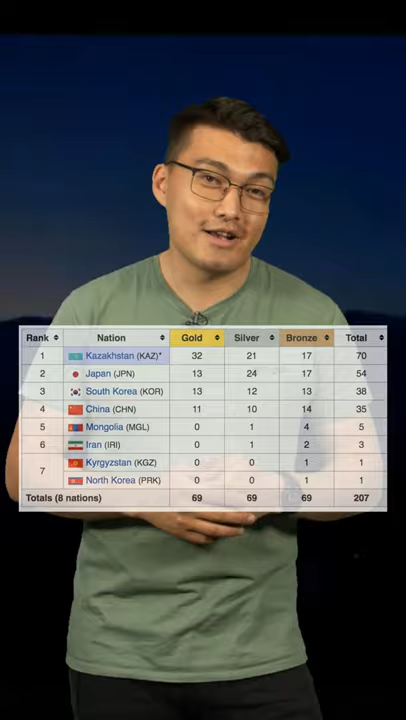 Rank Nation Gold Silver Bronze Total
1 Kazakhstan (KAZ)* 32 21 17 70
2 Japan (JPN) 13 24 17 54
3 South Korea (KOR) 13 12 13 38
4 China (CHN) 11 10 14 35
5 Mongolia (MGL) 0 1 4 5
6 Iran (IRI) 0 1 2 3
7 Kyrgyzstan (KGZ) 0 0 1 1
North Korea (PRK) 0 0 1 1
Totals (8 nations) 69 69 69 207